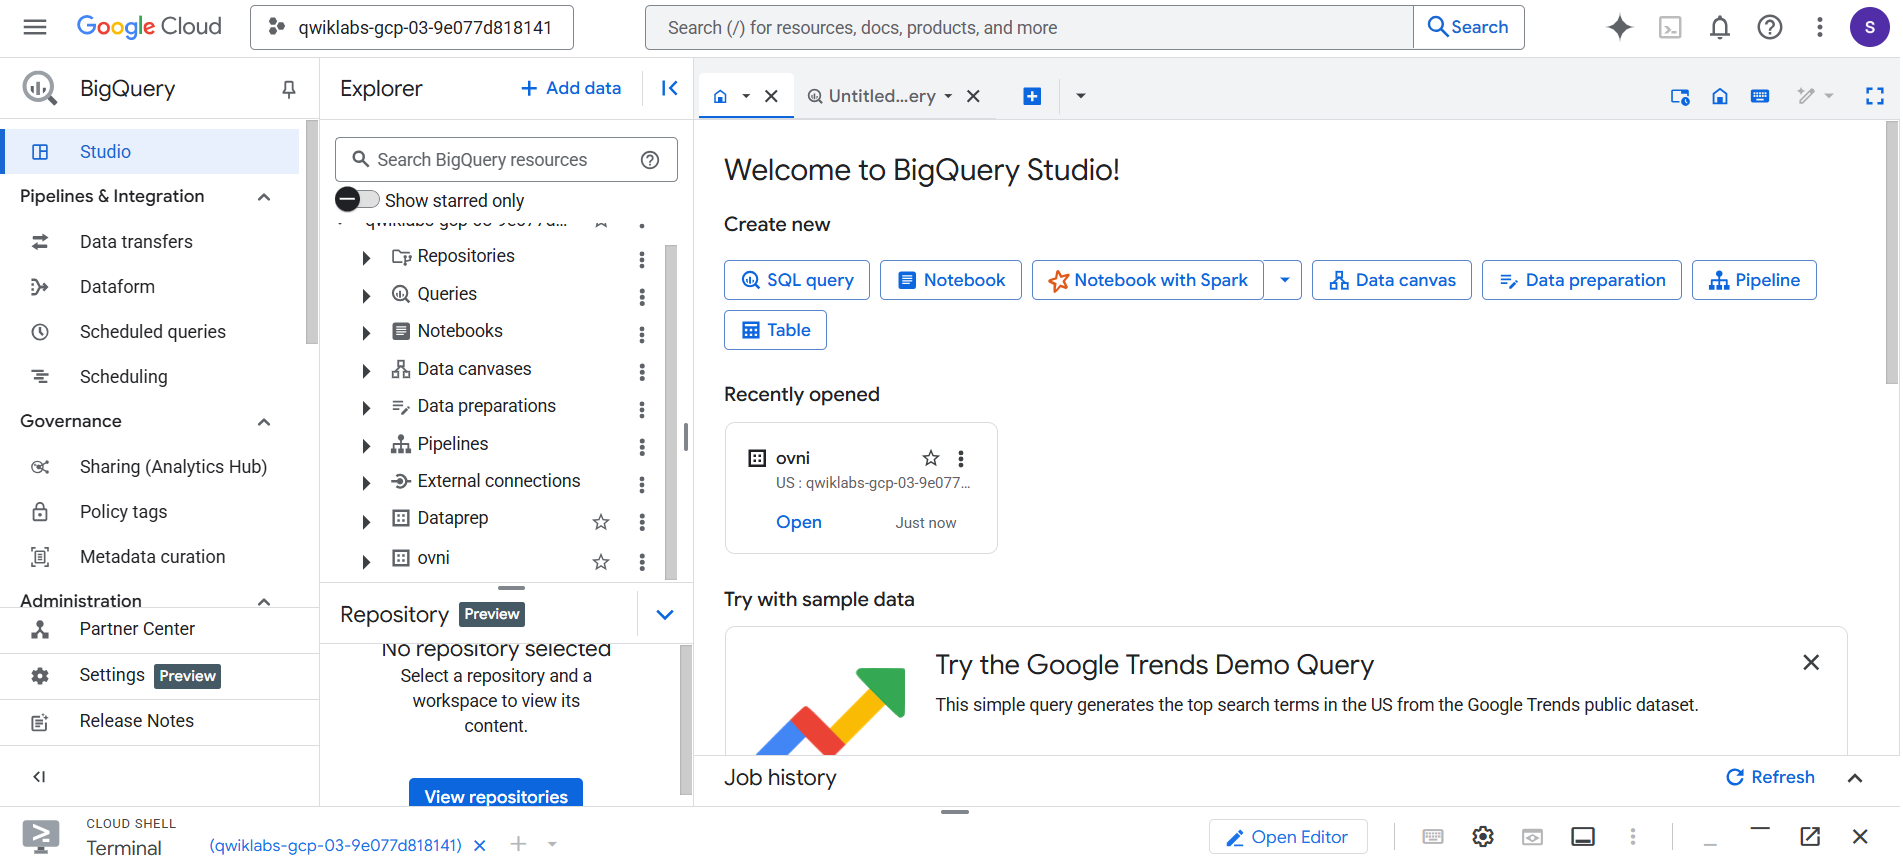 Google Cloud
qwiklabs-gcp-03-9e077d818141
Search (/) for resources, docs, products, and more
Search
S
BigQuery
Studio
Pipelines & Integration
Data transfers
Dataform
Scheduled queries
Scheduling
Governance
Sharing (Analytics Hub)
Policy tags
Metadata curation
Administration
Partner Center
Settings Preview
Release Notes
Explorer
Add data
Search BigQuery resources
Show starred only
qwiklabs-gcp-03-9e077d...
Repositories
Queries
Notebooks
Data canvases
Data preparations
Pipelines
External connections
Dataprep
ovni
Repository Preview
No repository selected
Select a repository and a
workspace to view its
content.
View repositories
Untitled...ery
Welcome to BigQuery Studio!
Create new
SQL query
Notebook
Notebook with Spark
Data canvas
Data preparation
Pipeline
Table
Recently opened
ovni
US : qwiklabs-gcp-03-9e077...
Open
Just now
Try with sample data
Try the Google Trends Demo Query
This simple query generates the top search terms in the US from the Google Trends public dataset.
Job history
Refresh
CLOUD SHELL
Terminal
(qwiklabs-gcp-03-9e077d818141)
Open Editor